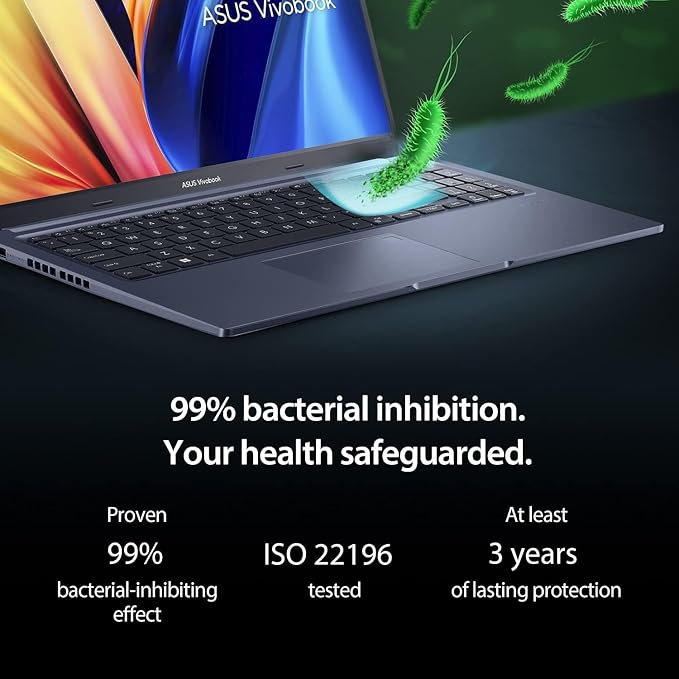 ASUS Vivobook
ASUS Vivobook
99% bacterial inhibition.
Your health safeguarded.
Proven
99%
bacterial-inhibiting
effect
ISO 22196
tested
At least
3 years
of lasting protection